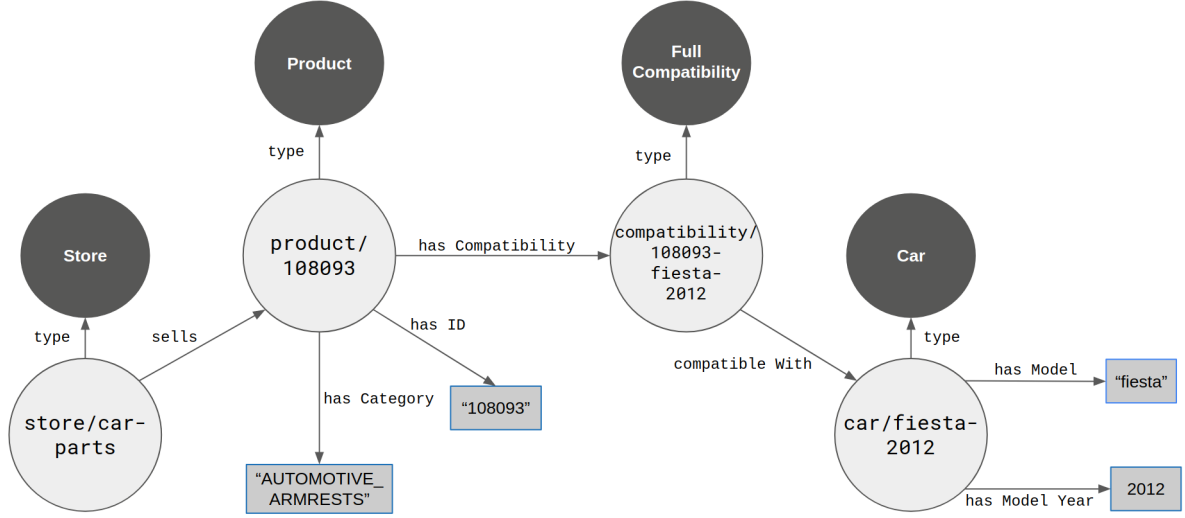 Product
Full
Compatibility
type
type
Store
product/
108093
has Compatibility
compatibility/
108093-
fiesta-
2012
Car
type
sells
has ID
type
compatible With
has Model
“fiesta”
store/car-
parts
has Category
“108093”
car/fiesta-
2012
“AUTOMOTIVE_
ARMRESTS”
has Model Year
2012